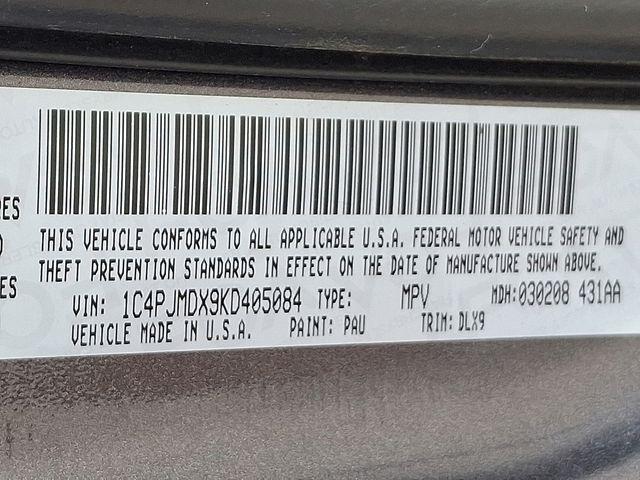 THIS VEHICLE CONFORMS TO ALL APPLICABLE U.S.A. FEDERAL MOTOR VEHICLE SAFETY AND
THEFT PREVENTION STANDARDS IN EFFECT ON THE DATE OF MANUFACTURE SHOWN ABOVE.
VIN: 1C4PJMDX9KD405084 TYPE: MPV MDH:030208 431AA
VEHICLE MADE IN U.S.A. PAINT: PAU TRIM: DLX9